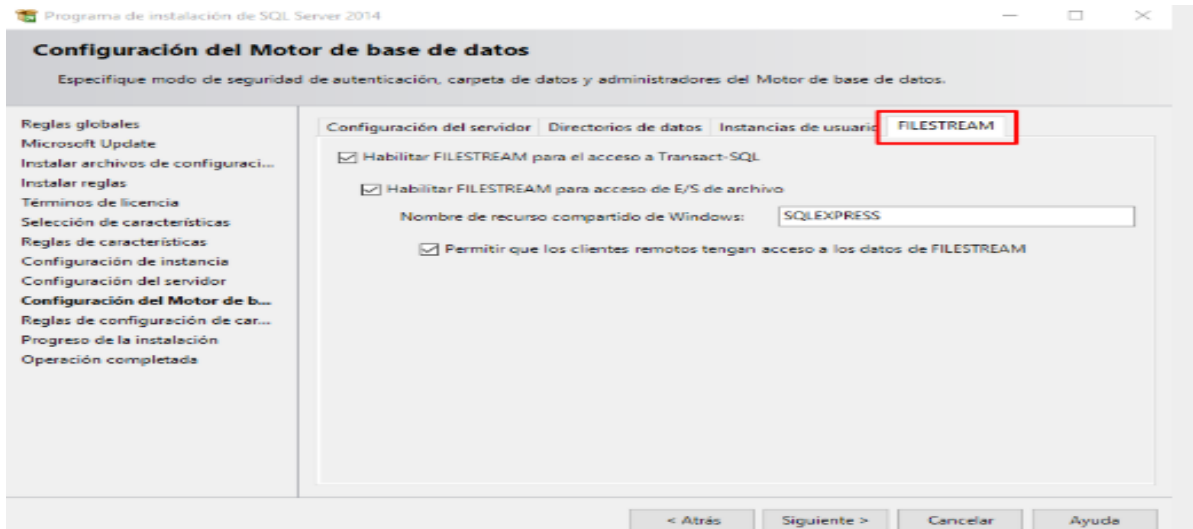 Programa de instalación de SQL Server 2014
Configuración del Motor de base de datos
Especifique modo de seguridad de autenticación, carpeta de datos y administradores del Motor de base de datos.
Reglas globales
Microsoft Update
Instalar archivos de configuraci...
Instalar reglas
Términos de licencia
Selección de características
Reglas de características
Configuración de instancia
Configuración del servidor
Configuración del Motor de b...
Reglas de configuración de car...
Progreso de la instalación
Operación completada
Configuración del servidor Directorios de datos Instancias de usuario FILESTREAM
Habilitar FILESTREAM para el acceso a Transact-SQL
Habilitar FILESTREAM para acceso de E/S de archivo
Nombre de recurso compartido de Windows: SQLEXPRESS
Permitir que los clientes remotos tengan acceso a los datos de FILESTREAM
< Atrás Siguiente > Cancelar Ayuda